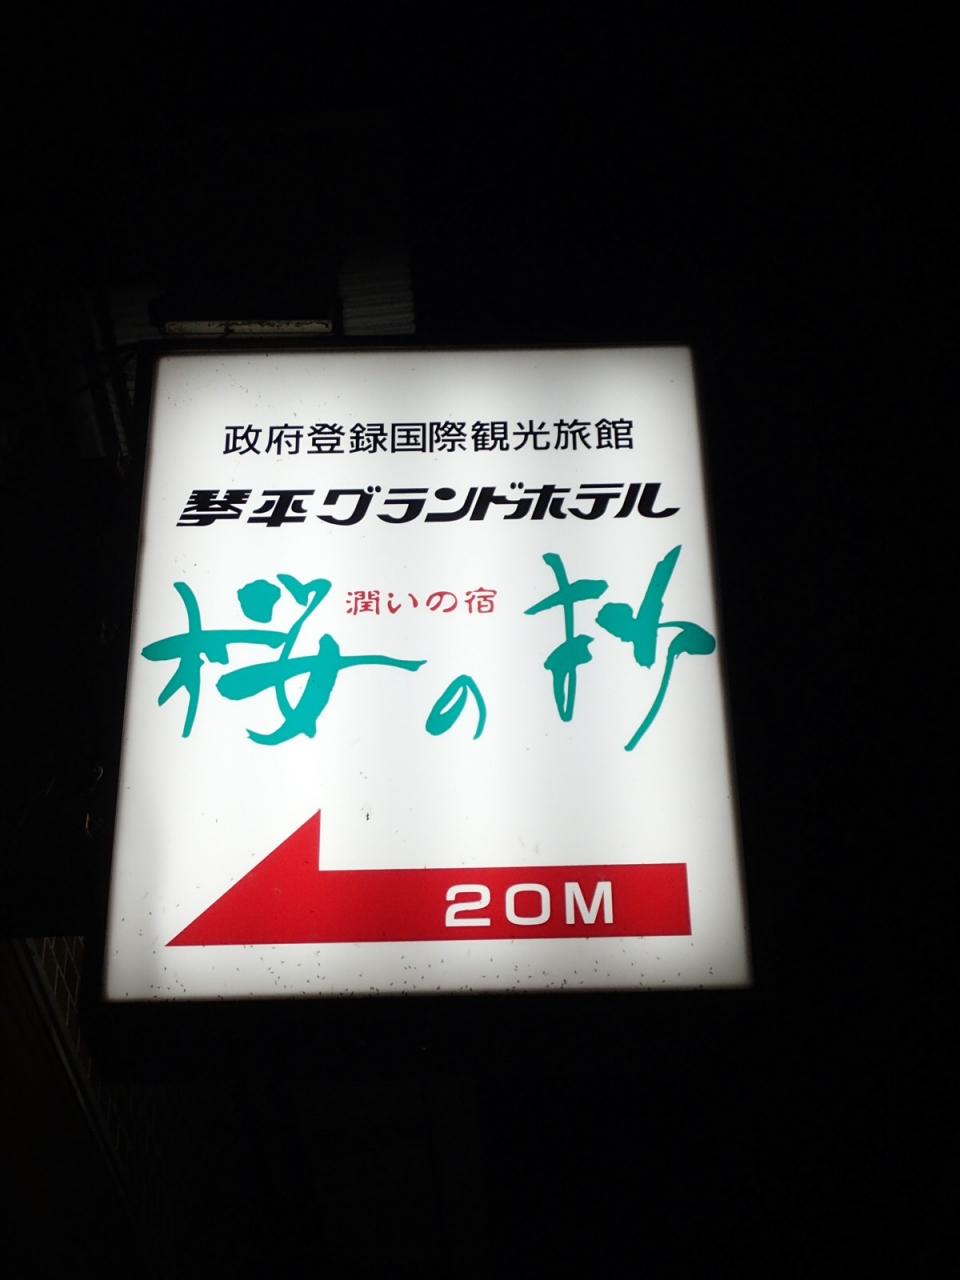 政府登録国際観光旅館
琴平グランドホテル
潤いの宿
桜の抄
20M